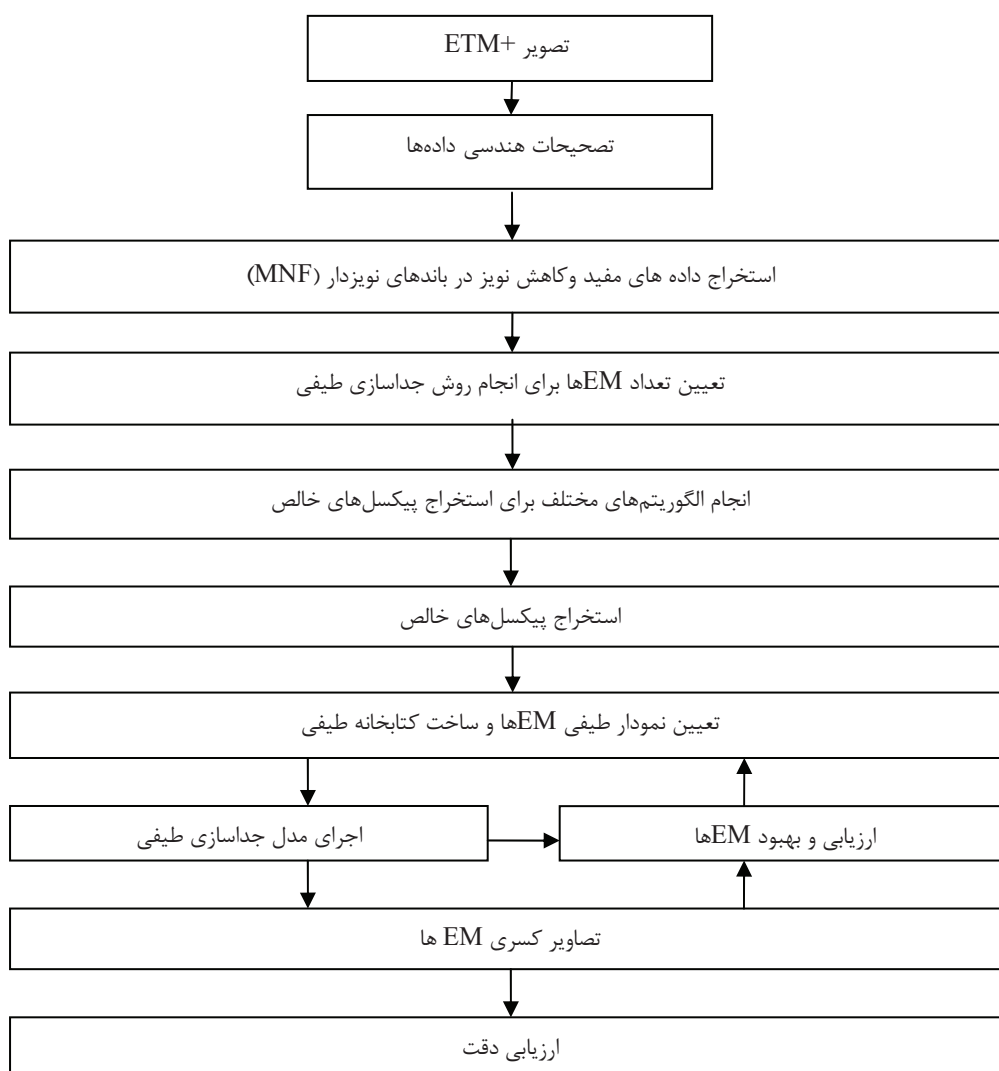 تصویر ETM+
تصحیحات هندسی داده‌ها
استخراج داده های مفید وکاهش نویز در باندهای نویزدار (MNF)
تعیین تعداد EMها برای انجام روش جداسازی طیفی
انجام الگوریتم‌های مختلف برای استخراج پیکسل‌های خالص
استخراج پیکسل‌های خالص
تعیین نمودار طیفی EMها و ساخت کتابخانه طیفی
ارزیابی و بهبود EMها
اجرای مدل جداسازی طیفی
تصاویر کسری EM ها
ارزیابی دقت